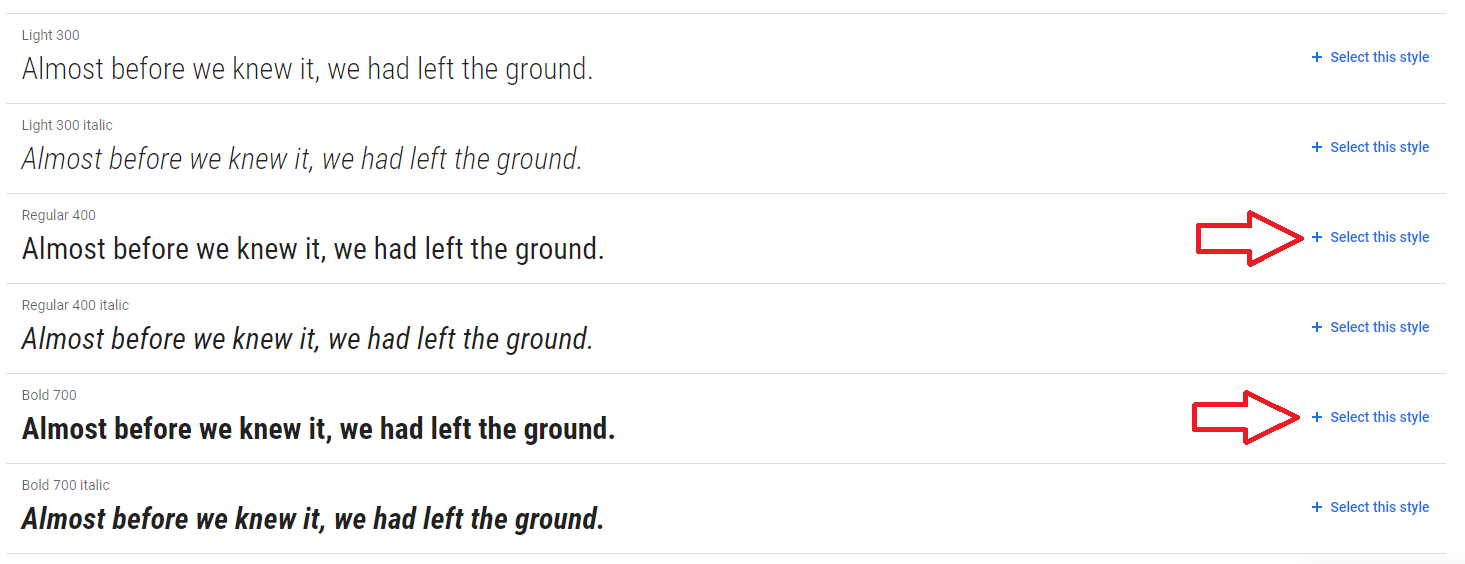 Light 300
Almost before we knew it, we had left the ground.
+ Select this style
Light 300 italic
Almost before we knew it, we had left the ground.
+ Select this style
Regular 400
Almost before we knew it, we had left the ground.
+ Select this style
Regular 400 italic
Almost before we knew it, we had left the ground.
+ Select this style
Bold 700
Almost before we knew it, we had left the ground.
+ Select this style
Bold 700 italic
Almost before we knew it, we had left the ground.
+ Select this style